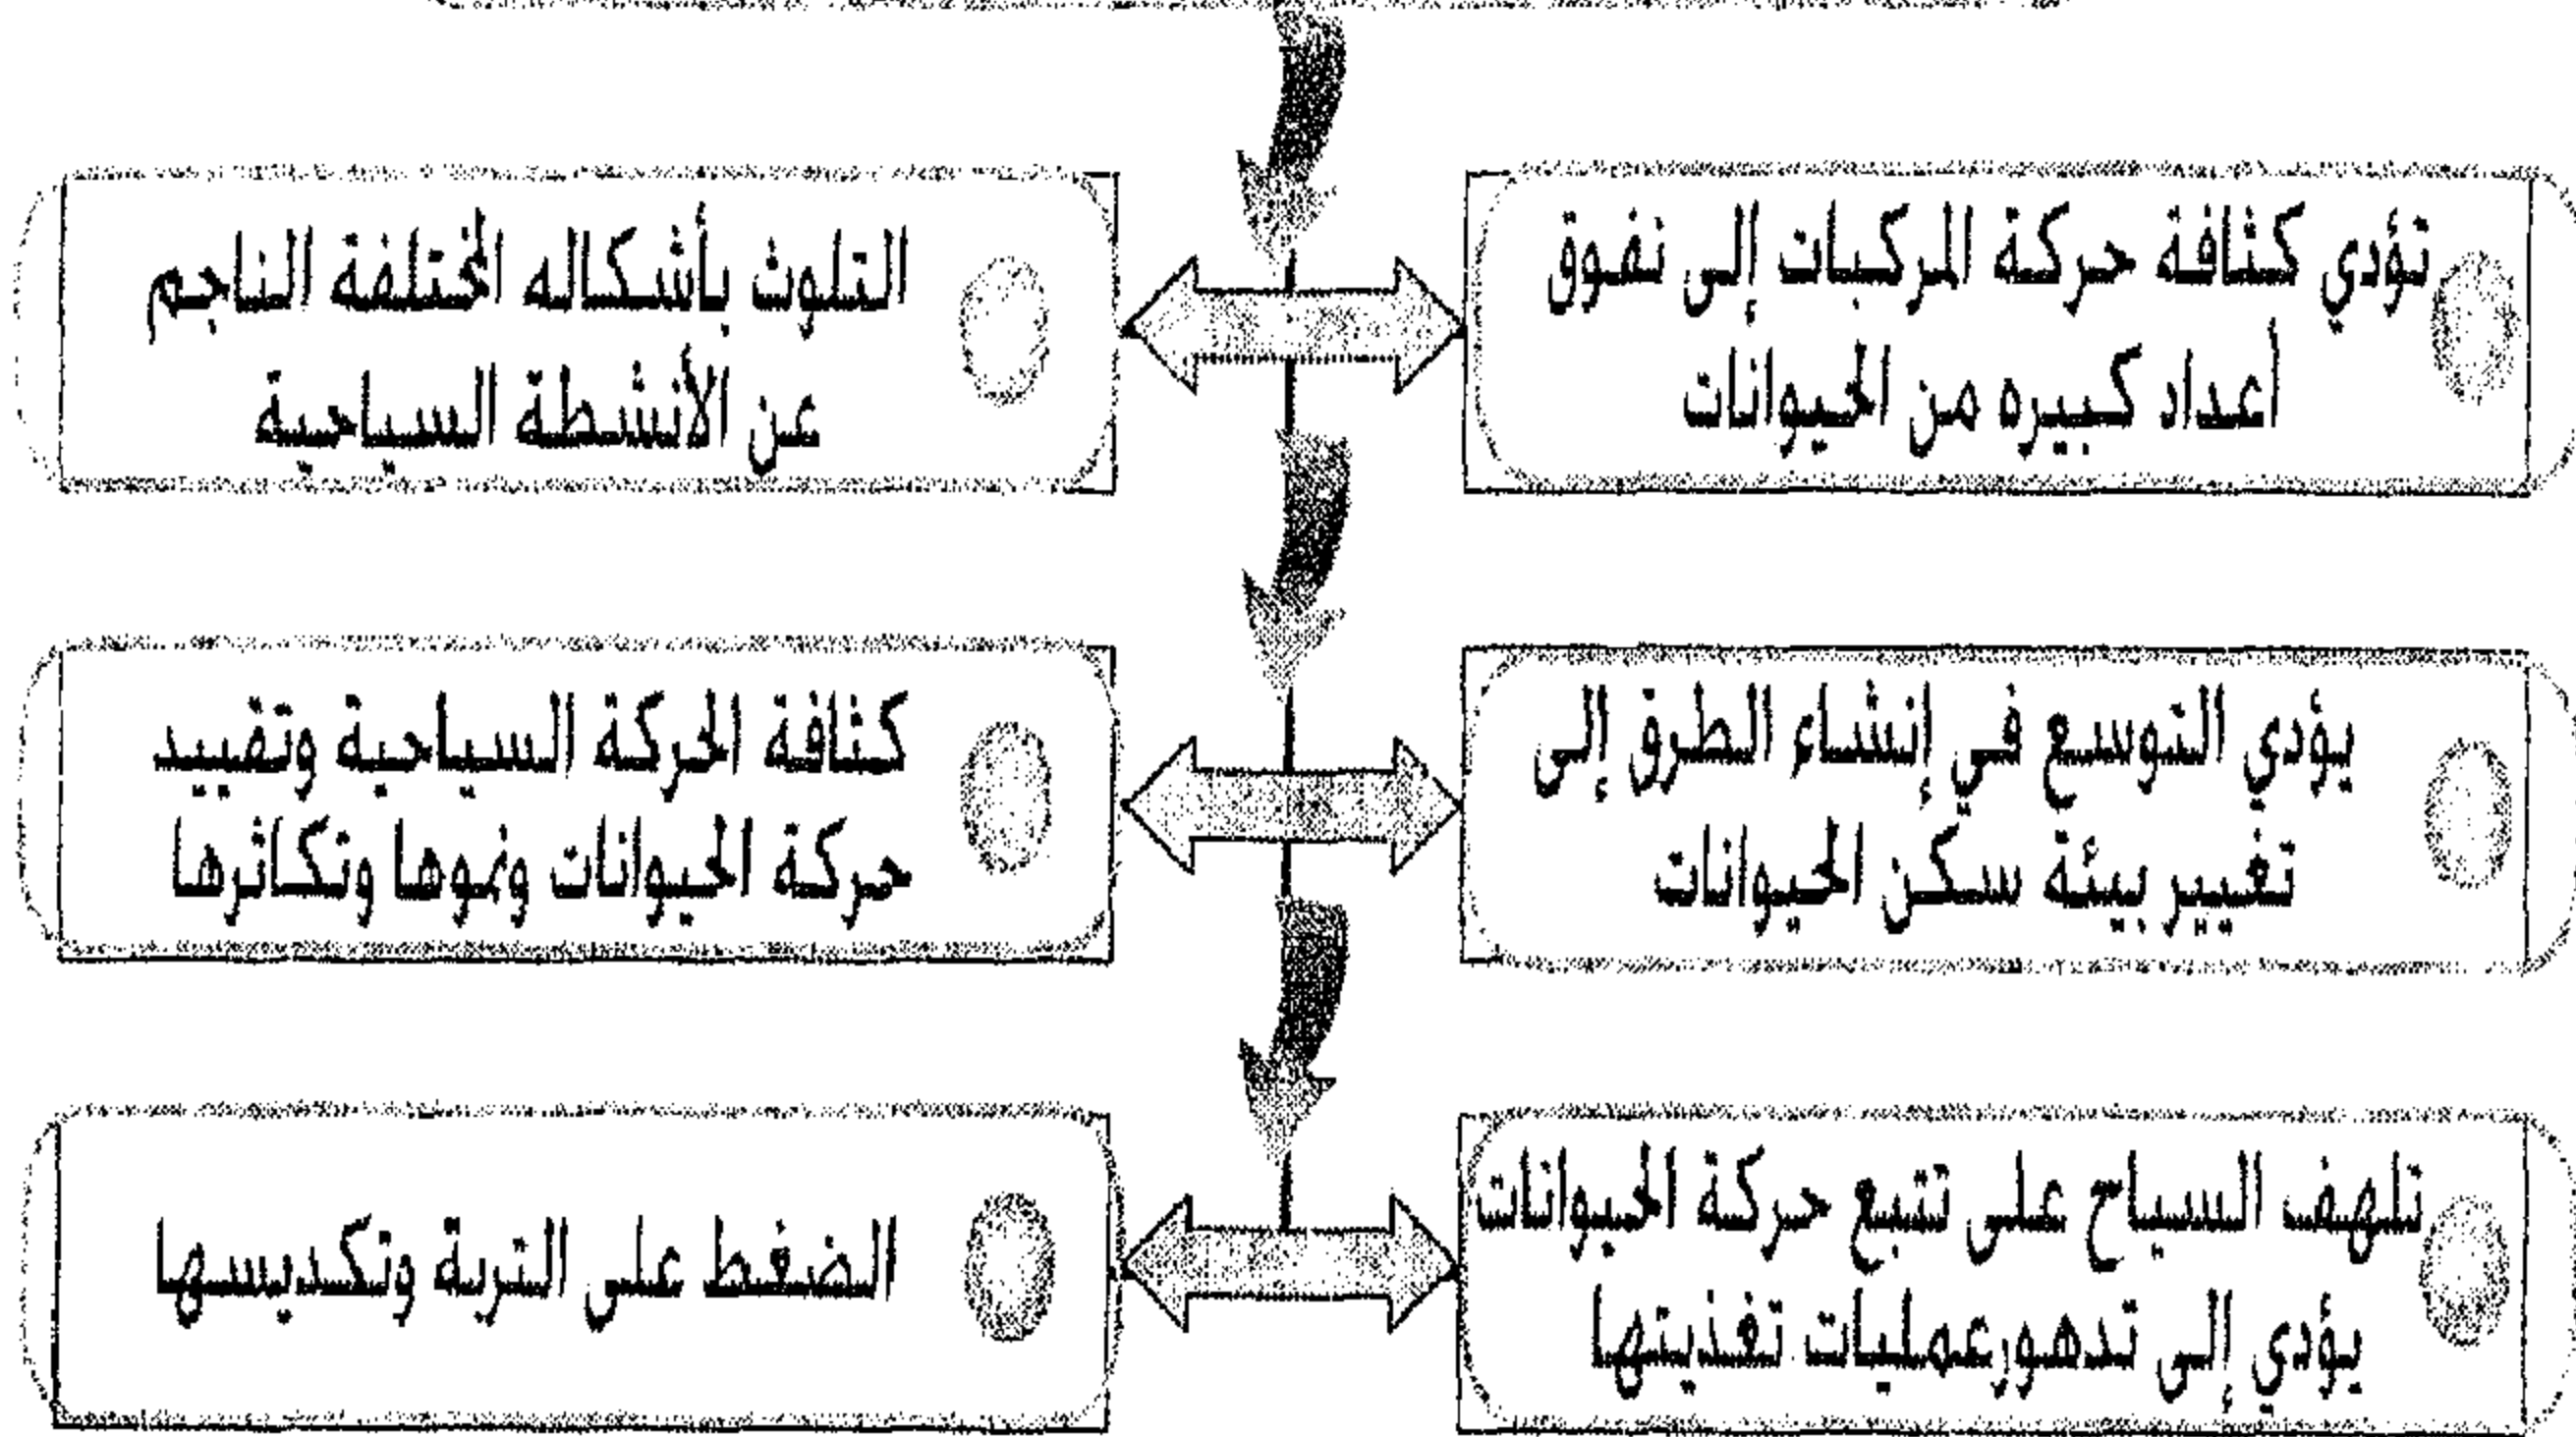 تؤدي كثافة حركة المركبات إلى نفوق
أعداد كبيره من الحيوانات
التلوث بأشكاله المختلفة الناجم
عن الأنشطة السياحية
يؤدي التوسع في إنشاء الطرق إلى
تغيير بيئة سكن الحيوانات
كثافة الحركة السياحية وتقييد
حركة الحيوانات ونموها وتكاثرها
تلهف السياح على تتبع حركة الحيوانات
يؤدي إلى تدهورعمليات تغذيتها
الضغط على التربة وتكديسها